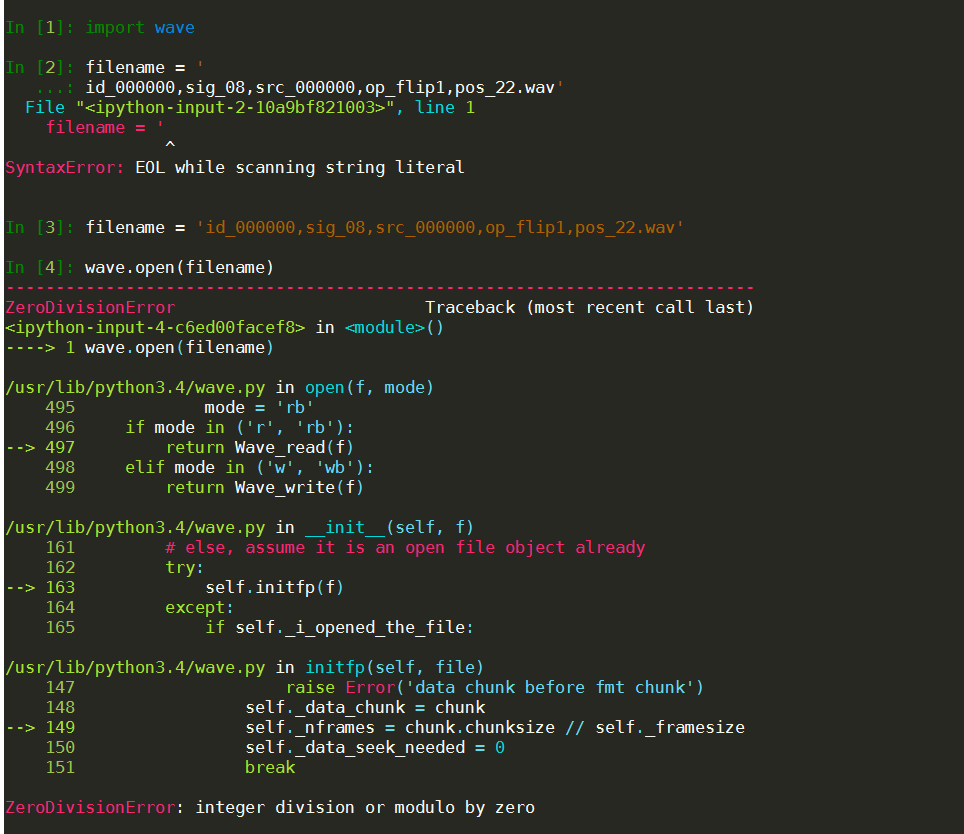 In [1]: import wave
In [2]: filename = '
   ...: id_000000,sig_08,src_000000,op_flip1,pos_22.wav'
  File "<ipython-input-2-10a9bf821003>", line 1
    filename = '
                ^
SyntaxError: EOL while scanning string literal
In [3]: filename = 'id_000000,sig_08,src_000000,op_flip1,pos_22.wav'
In [4]: wave.open(filename)
---------------------------------------------------------------------------
ZeroDivisionError                         Traceback (most recent call last)
<ipython-input-4-c6ed00facef8> in <module>()
----> 1 wave.open(filename)
/usr/lib/python3.4/wave.py in open(f, mode)
    495             mode = 'rb'
    496     if mode in ('r', 'rb'):
--> 497         return Wave_read(f)
    498     elif mode in ('w', 'wb'):
    499         return Wave_write(f)
/usr/lib/python3.4/wave.py in __init__(self, f)
    161         # else, assume it is an open file object already
    162         try:
--> 163             self.initfp(f)
    164         except:
    165             if self._i_opened_the_file:
/usr/lib/python3.4/wave.py in initfp(self, file)
    147                     raise Error('data chunk before fmt chunk')
    148                 self._data_chunk = chunk
--> 149                 self._nframes = chunk.chunksize // self._framesize
    150                 self._data_seek_needed = 0
    151                 break
ZeroDivisionError: integer division or modulo by zero